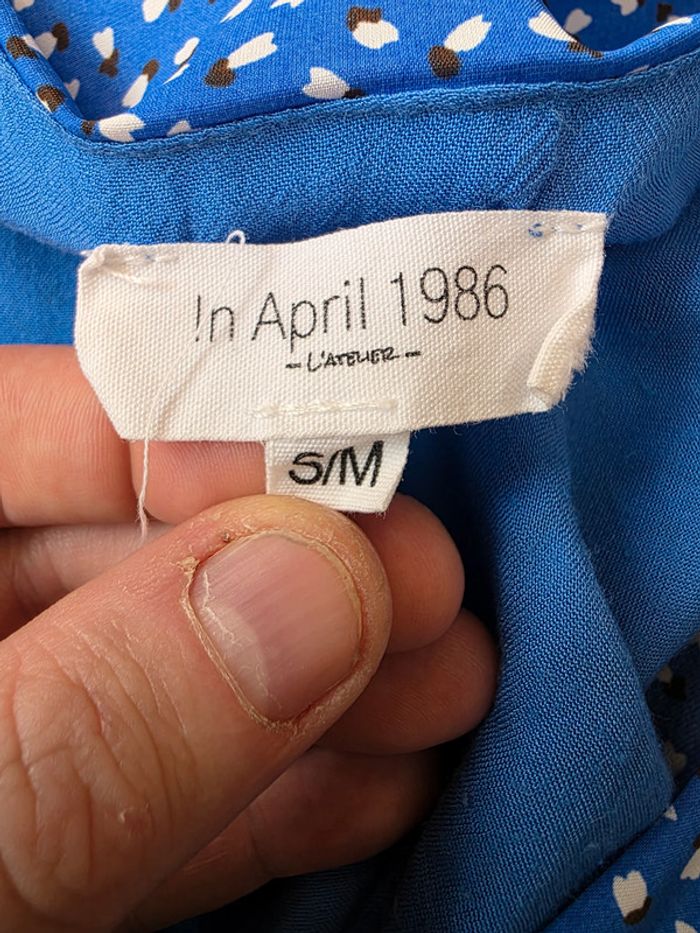 !n April 1986
- L'ATELIER -
S/M